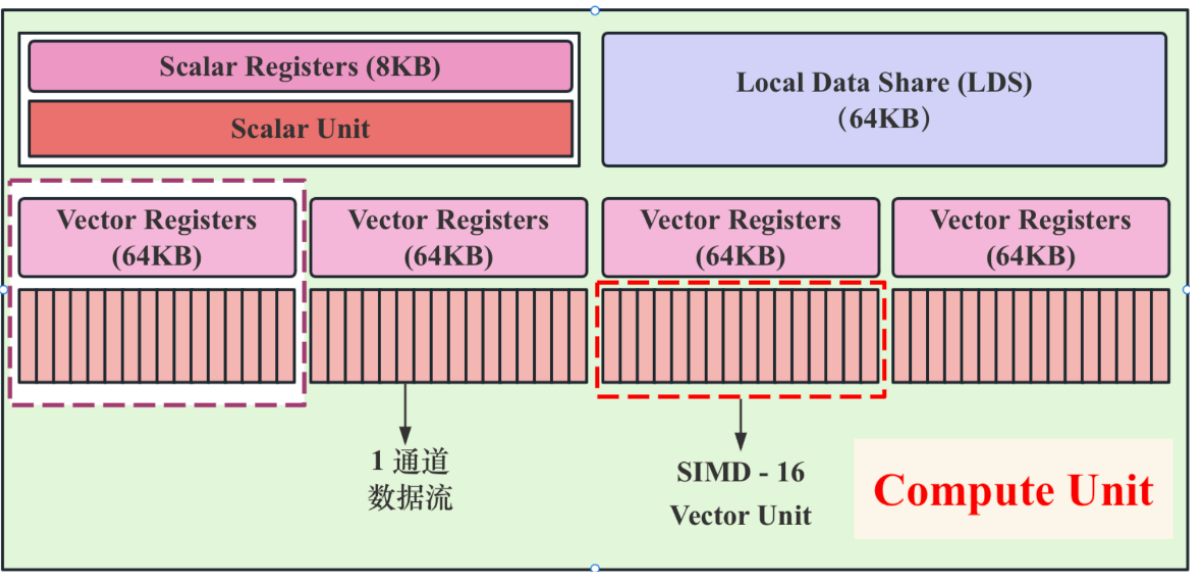 Scalar Registers (8KB)
Scalar Unit
Local Data Share (LDS)
（64KB）
Vector Registers
(64KB)
Vector Registers
(64KB)
Vector Registers
(64KB)
Vector Registers
(64KB)
1 通道
数据流
SIMD - 16
Vector Unit
Compute Unit